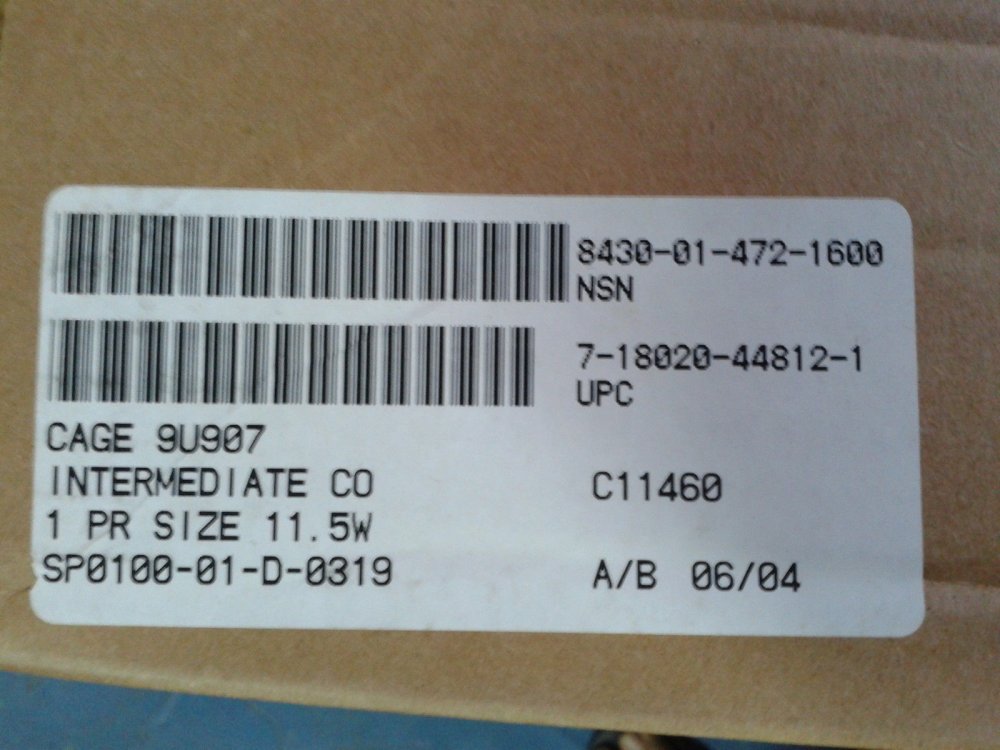 8430-01-472-1600
NSN
7-18020-44812-1
UPC
CAGE 9U907
INTERMEDIATE CO C11460
1 PR SIZE 11.5W
SP0100-01-D-0319 A/B 06/04